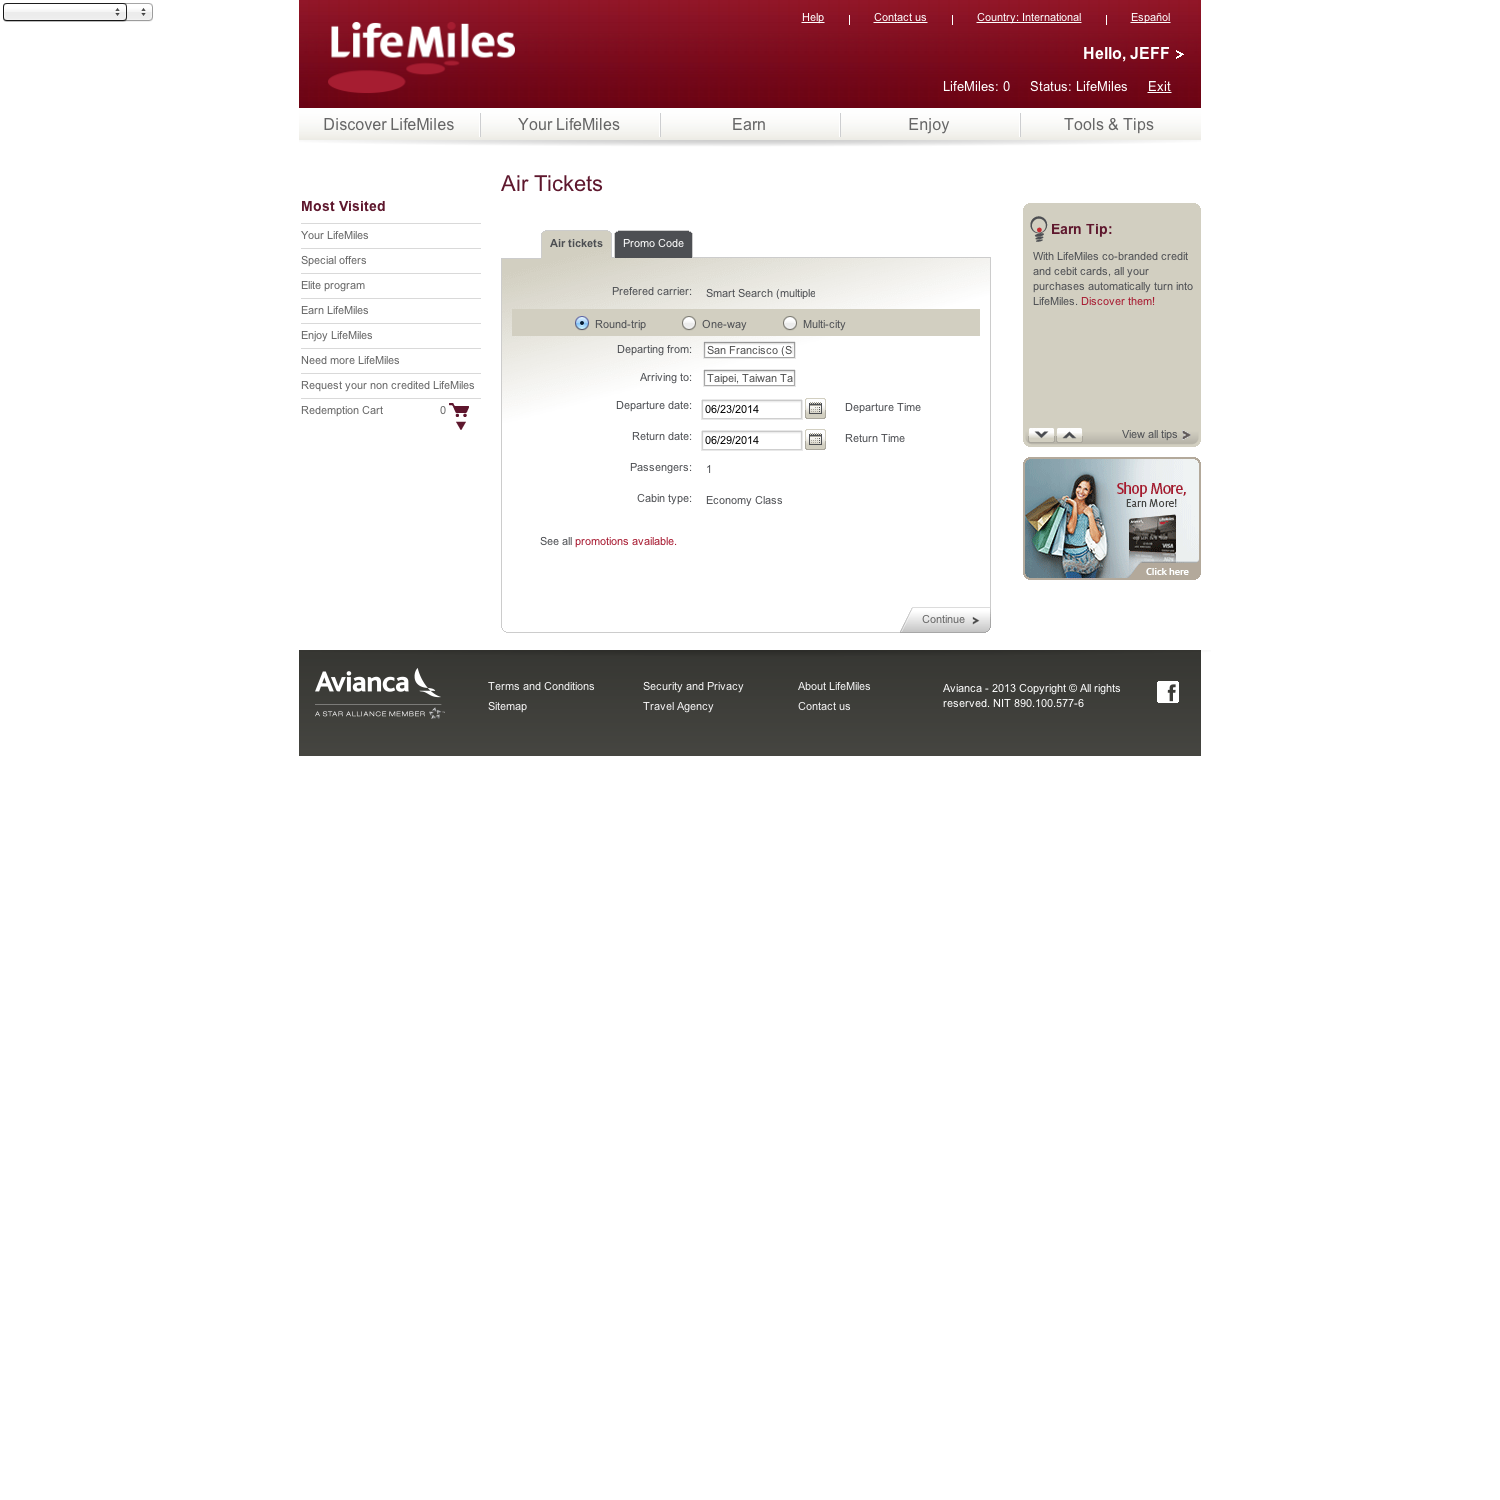 Help
Contact us
Country: International
Español
LifeMiles
Hello, JEFF >
LifeMiles: 0
Status: LifeMiles
Exit
Discover LifeMiles
Your LifeMiles
Earn
Enjoy
Tools & Tips
Air Tickets
Most Visited
Your LifeMiles
Special offers
Elite program
Earn LifeMiles
Enjoy LifeMiles
Need more LifeMiles
Request your non credited LifeMiles
Redemption Cart 0
Air tickets
Promo Code
Prefered carrier: Smart Search (multiple
Round-trip
One-way
Multi-city
Departing from: San Francisco (S
Arriving to: Taipei, Taiwan Ta
Departure date: 06/23/2014 Departure Time
Return date: 06/29/2014 Return Time
Passengers: 1
Cabin type: Economy Class
See all promotions available.
Continue
Earn Tip:
With LifeMiles co-branded credit
and cebit cards, all your
purchases automatically turn into
LifeMiles. Discover them!
View all tips
Shop More,
Earn More!
VISA
Click here
Avianca
A STAR ALLIANCE MEMBER
Terms and Conditions
Sitemap
Security and Privacy
Travel Agency
About LifeMiles
Contact us
Avianca - 2013 Copyright © All rights
reserved. NIT 890.100.577-6
f